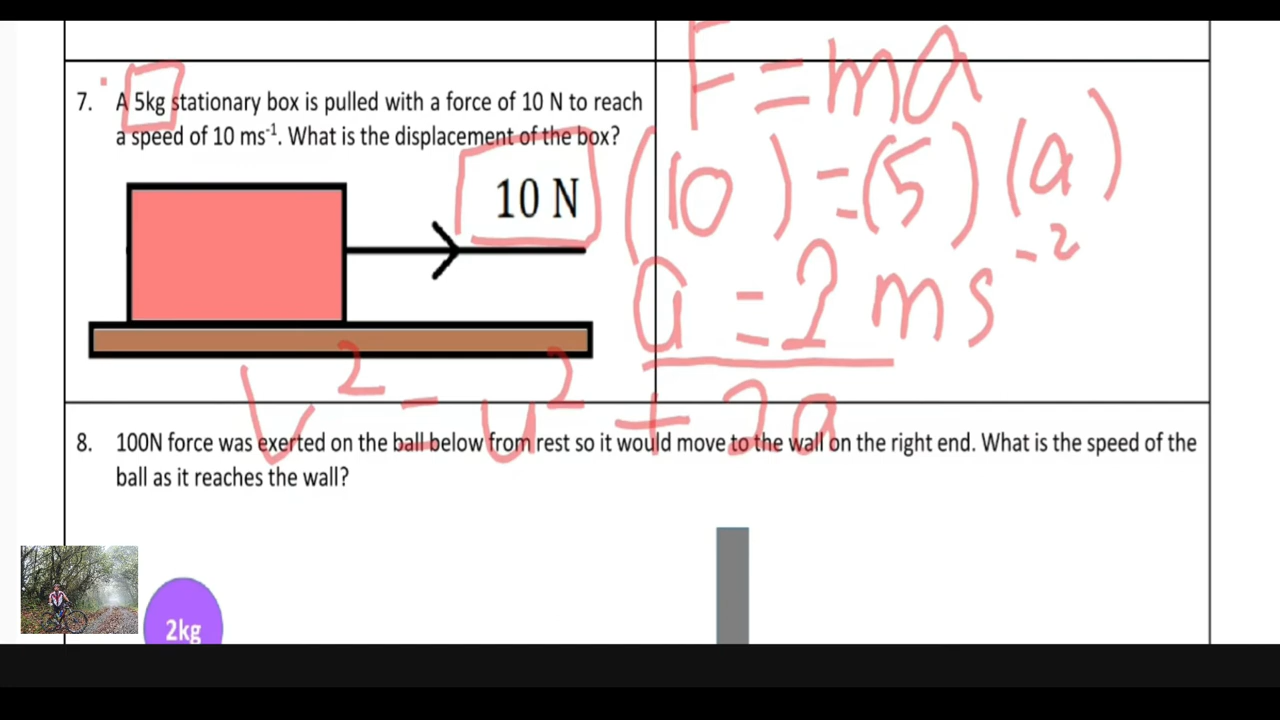 F=ma
7. A 5kg stationary box is pulled with a force of 10 N to reach
a speed of 10 ms⁻¹. What is the displacement of the box?
10 N
(10)=(5)(a)
a=2ms⁻²
v²=u²+2a
8. 100N force was exerted on the ball below from rest so it would move to the wall on the right end. What is the speed of the
ball as it reaches the wall?
2kg